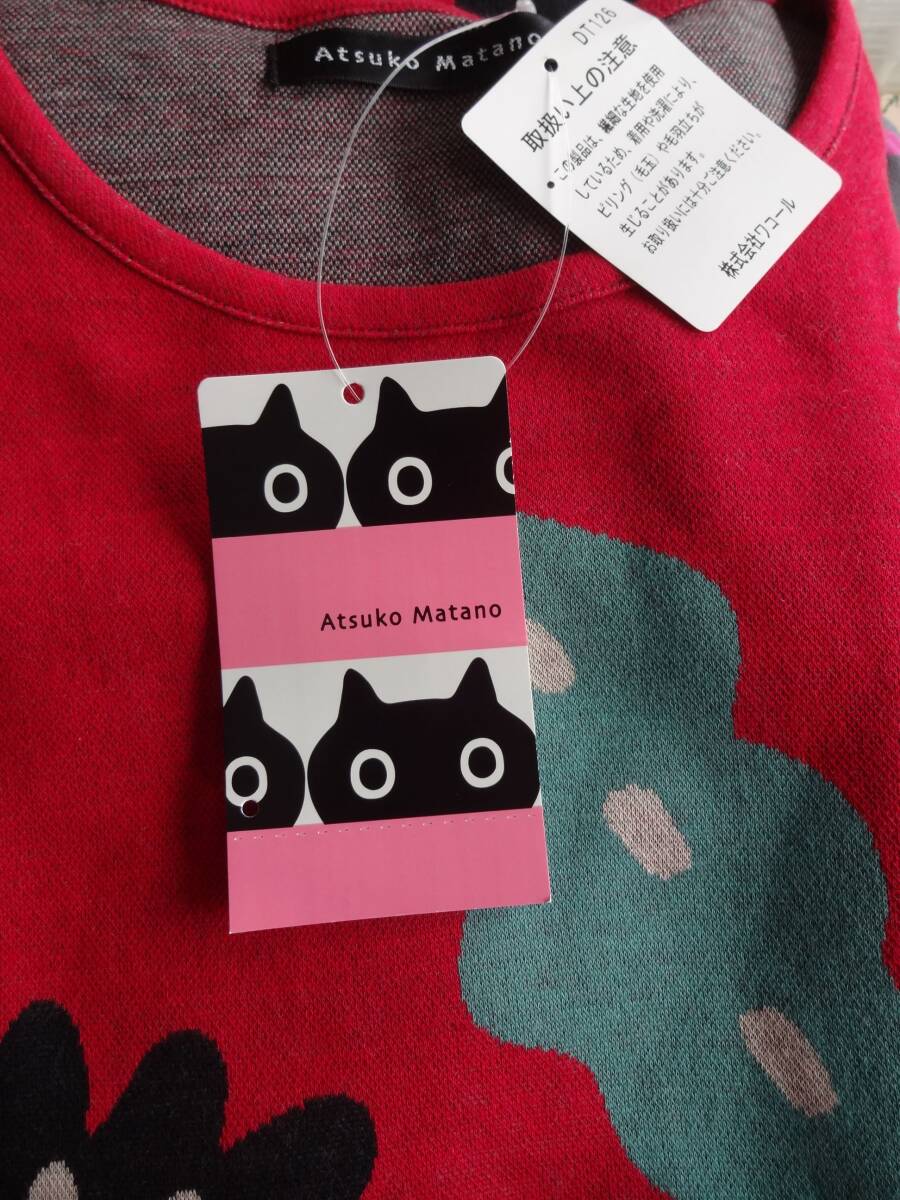 Atsuko Matano
DT126
取扱い上の注意
この製品は、繊細な生地を使用
しているため、着用や洗濯により、
ピリング（毛玉）や毛羽立ちが
生じることがあります。
お取り扱いには十分ご注意ください。
株式会社ワコール
Atsuko Matano